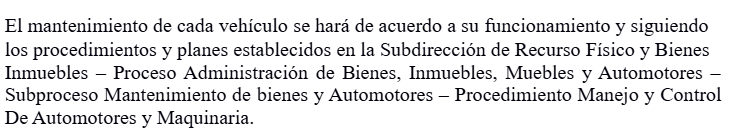 El mantenimiento de cada vehículo se hará de acuerdo a su funcionamiento y siguiendo
los procedimientos y planes establecidos en la Subdirección de Recurso Físico y Bienes
Inmuebles – Proceso Administración de Bienes, Inmuebles, Muebles y Automotores –
Subproceso Mantenimiento de bienes y Automotores – Procedimiento Manejo y Control
De Automotores y Maquinaria.